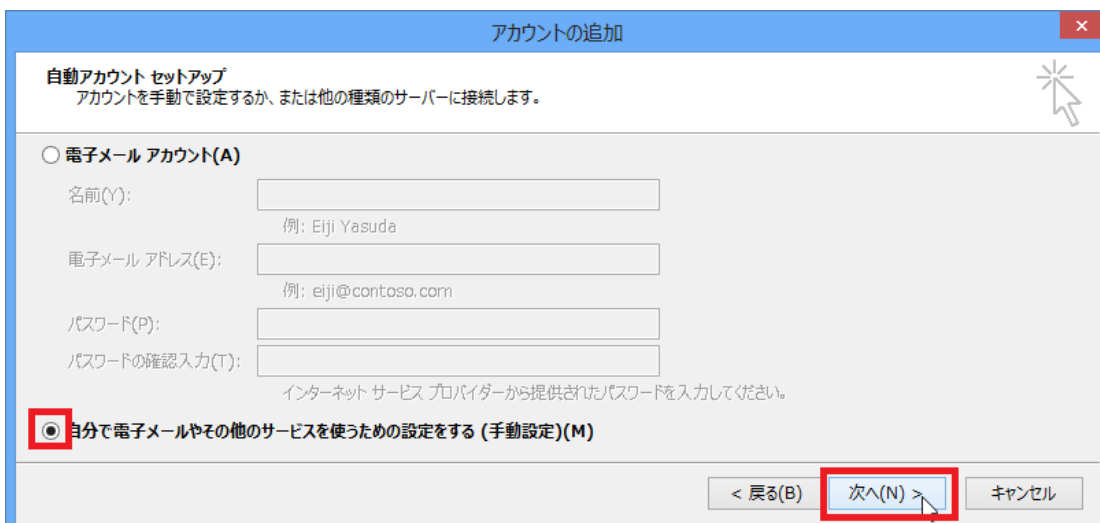 アカウントの追加
自動アカウント セットアップ
アカウントを手動で設定するか、または他の種類のサーバーに接続します。
電子メール アカウント(A)
名前(Y):
例: Eiji Yasuda
電子メール アドレス(E):
例: eiji@contoso.com
パスワード(P):
パスワードの確認入力(T):
インターネット サービス プロバイダーから提供されたパスワードを入力してください。
自分で電子メールやその他のサービスを使うための設定をする (手動設定)(M)
< 戻る(B) 次へ(N) > キャンセル